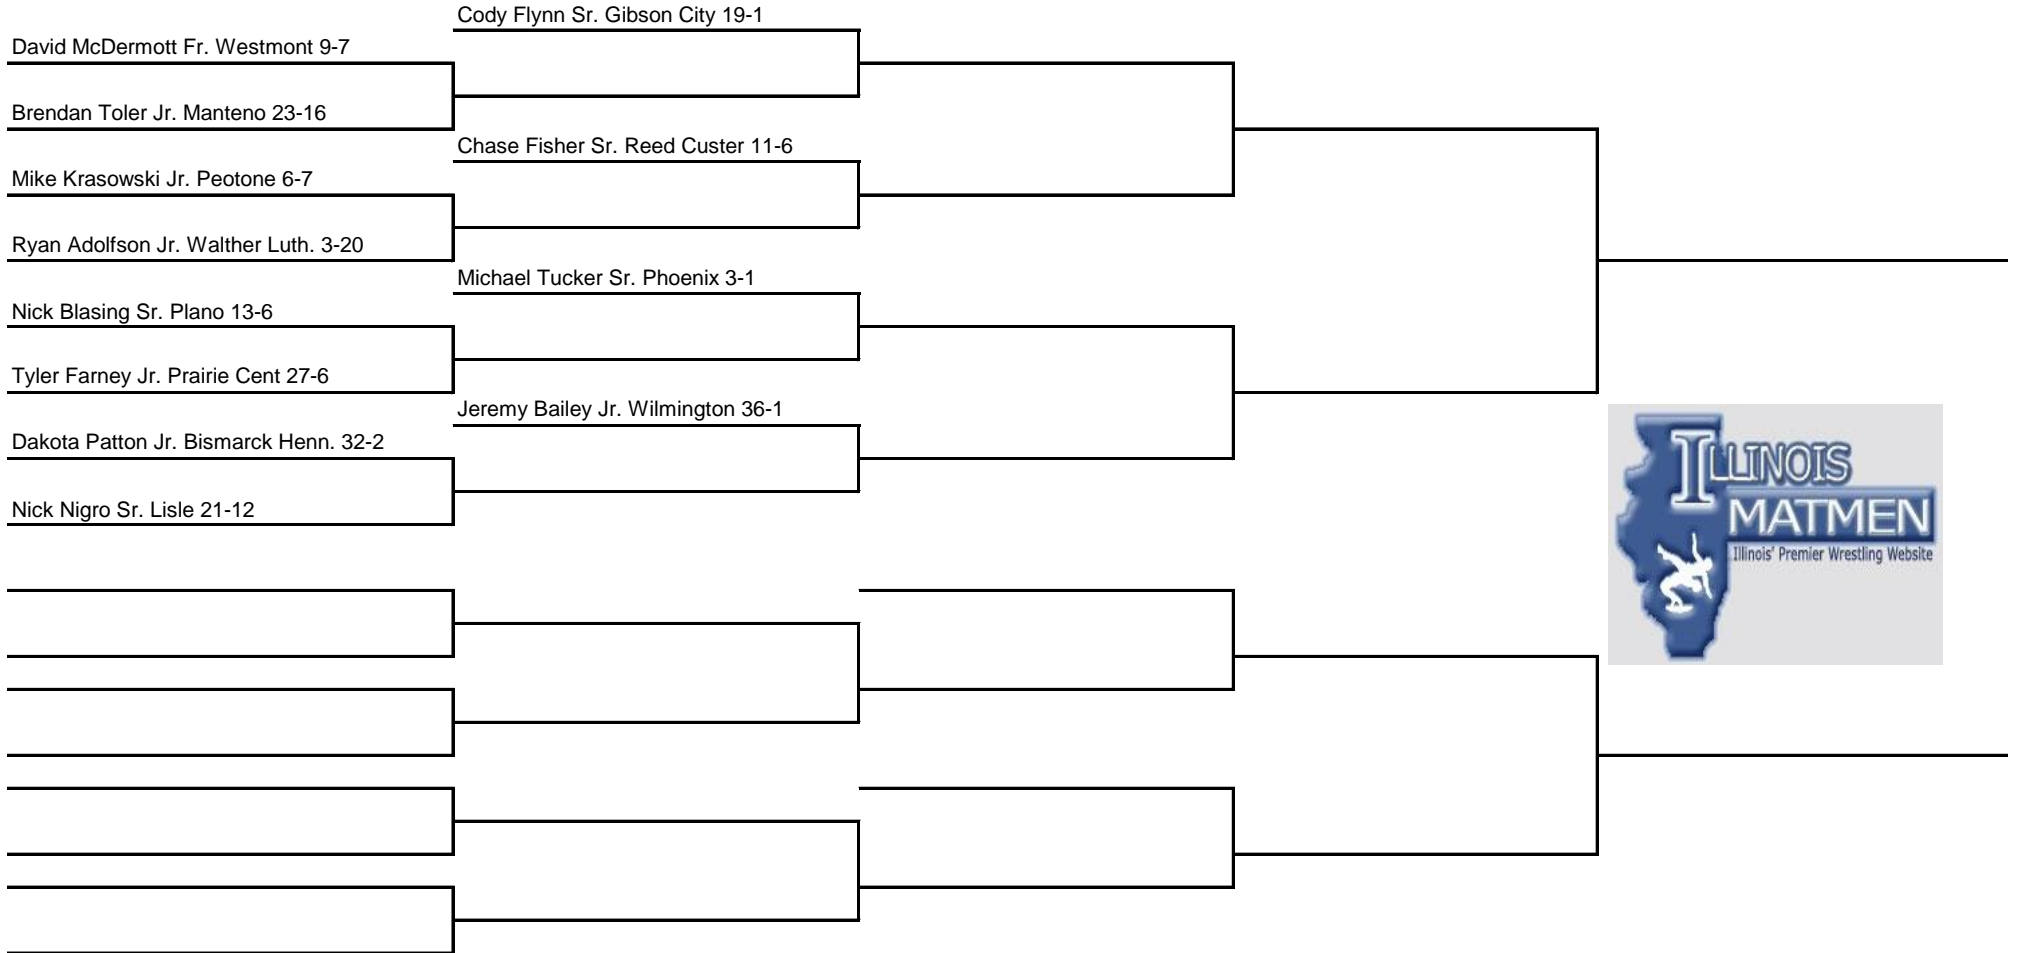 Cody Flynn Sr. Gibson City 19-1
David McDermott Fr. Westmont 9-7
Brendan Toler Jr. Manteno 23-16
Chase Fisher Sr. Reed Custer 11-6
Mike Krasowski Jr. Peotone 6-7
Ryan Adolfson Jr. Walther Luth. 3-20
Michael Tucker Sr. Phoenix 3-1
Nick Blasing Sr. Plano 13-6
Tyler Farney Jr. Prairie Cent 27-6
Jeremy Bailey Jr. Wilmington 36-1
Dakota Patton Jr. Bismarck Henn. 32-2
Nick Nigro Sr. Lisle 21-12
ILLINOIS
MATMEN
Illinois' Premier Wrestling Website